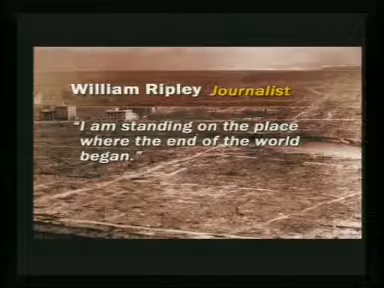 William Ripley Journalist
"I am standing on the place
where the end of the world
began."